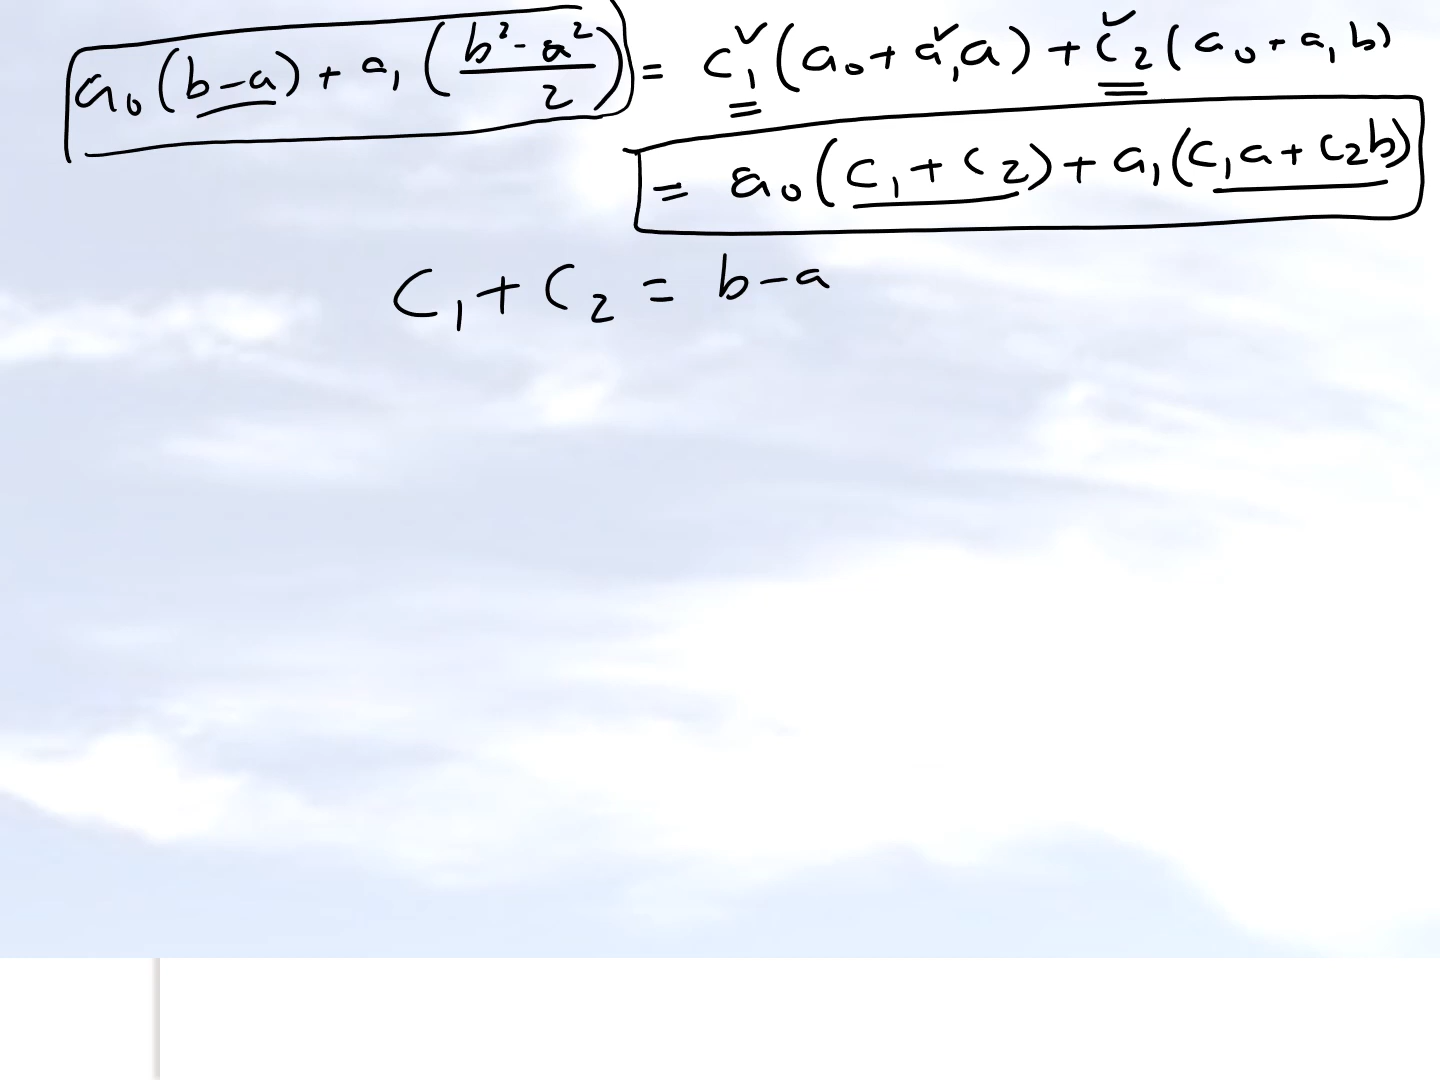 a₀(b-a) + a₁((b²-a²)/2) = c₁(a₀+a₁a) + c₂(a₀+a₁b)
= a₀(c₁+c₂) + a₁(c₁a+c₂b)
C₁+C₂ = b-a